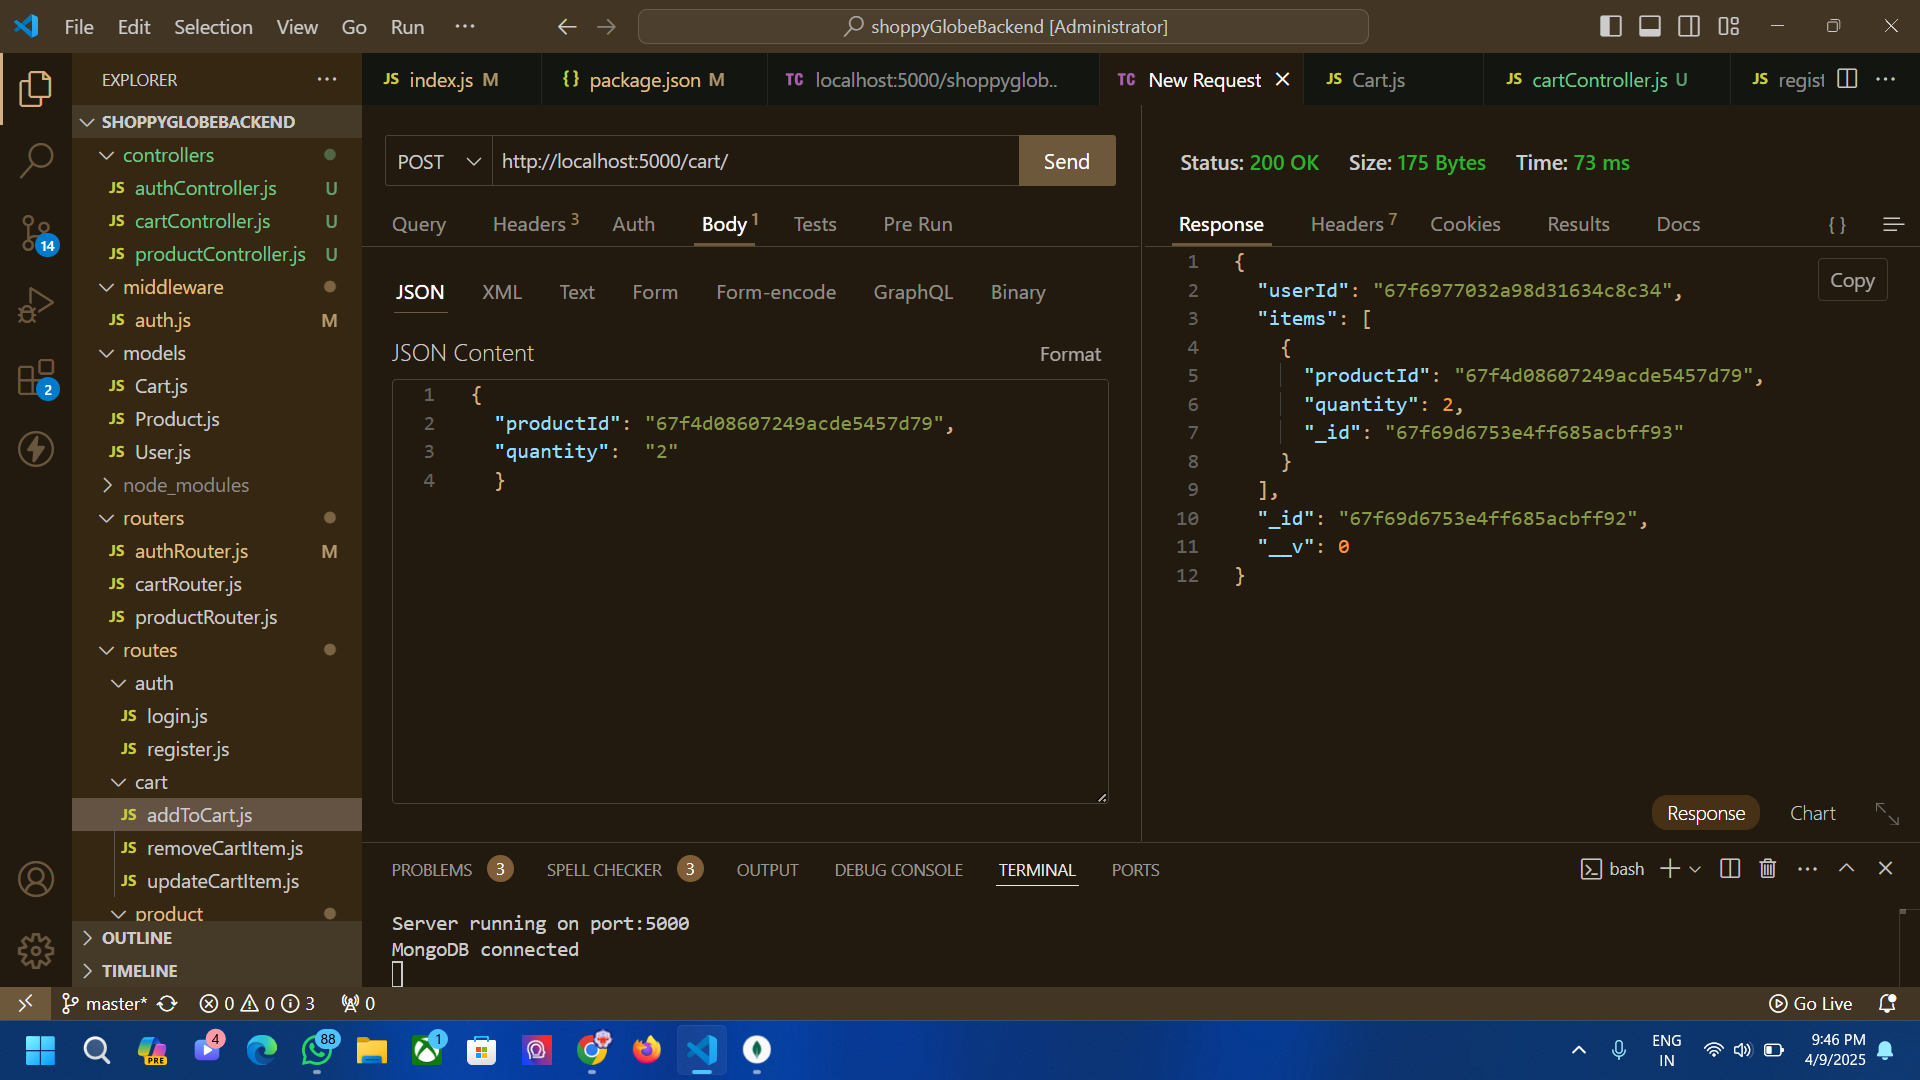 File Edit Selection View Go Run ···
shoppyGlobeBackend [Administrator]
EXPLORER ···
JS index.js M
{} package.json M
TC localhost:5000/shoppyglob..
TC New Request
JS Cart.js
JS cartController.js U
JS regist
···
SHOPPYGLOBEBACKEND
controllers
JS authController.js U
JS cartController.js U
JS productController.js U
middleware
JS auth.js M
models
JS Cart.js
JS Product.js
JS User.js
node_modules
routers
JS authRouter.js M
JS cartRouter.js
JS productRouter.js
routes
auth
JS login.js
JS register.js
cart
JS addToCart.js
JS removeCartItem.js
JS updateCartItem.js
product
OUTLINE
TIMELINE
14
2
POST http://localhost:5000/cart/ Send
Query Headers 3 Auth Body 1 Tests Pre Run
JSON XML Text Form Form-encode GraphQL Binary
JSON Content Format
1 {
2 "productId": "67f4d08607249acde5457d79",
3 "quantity": "2"
4 }
Status: 200 OK Size: 175 Bytes Time: 73 ms
Response Headers 7 Cookies Results Docs {}
Copy
1 {
2 "userId": "67f6977032a98d31634c8c34",
3 "items": [
4 {
5 "productId": "67f4d08607249acde5457d79",
6 "quantity": 2,
7 "_id": "67f69d6753e4ff685acbff93"
8 }
9 ],
10 "_id": "67f69d6753e4ff685acbff92",
11 "__v": 0
12 }
Response Chart
PROBLEMS 3 SPELL CHECKER 3 OUTPUT DEBUG CONSOLE TERMINAL PORTS
bash ···
Server running on port:5000
MongoDB connected
master* 0 0 3 0
Go Live
PRE 4 88 1
ENG
IN
9:46 PM
4/9/2025